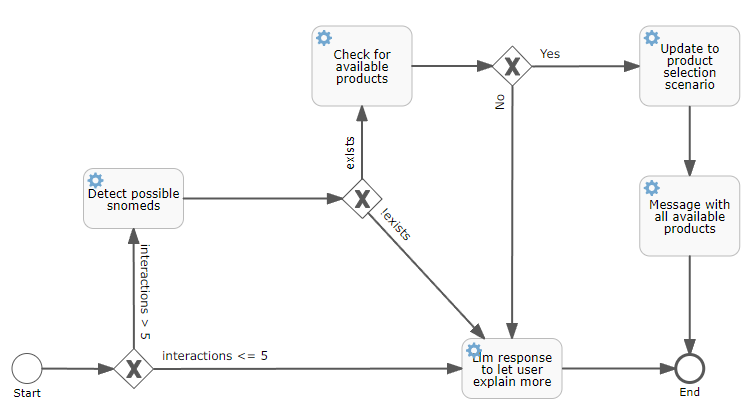 Check for
available
products
Yes
Update to
product
selection
scenario
No
exists
Detect possible
snomeds
!exists
Message with
all available
products
interactions > 5
interactions <= 5
Llm response
to let user
explain more
Start
End